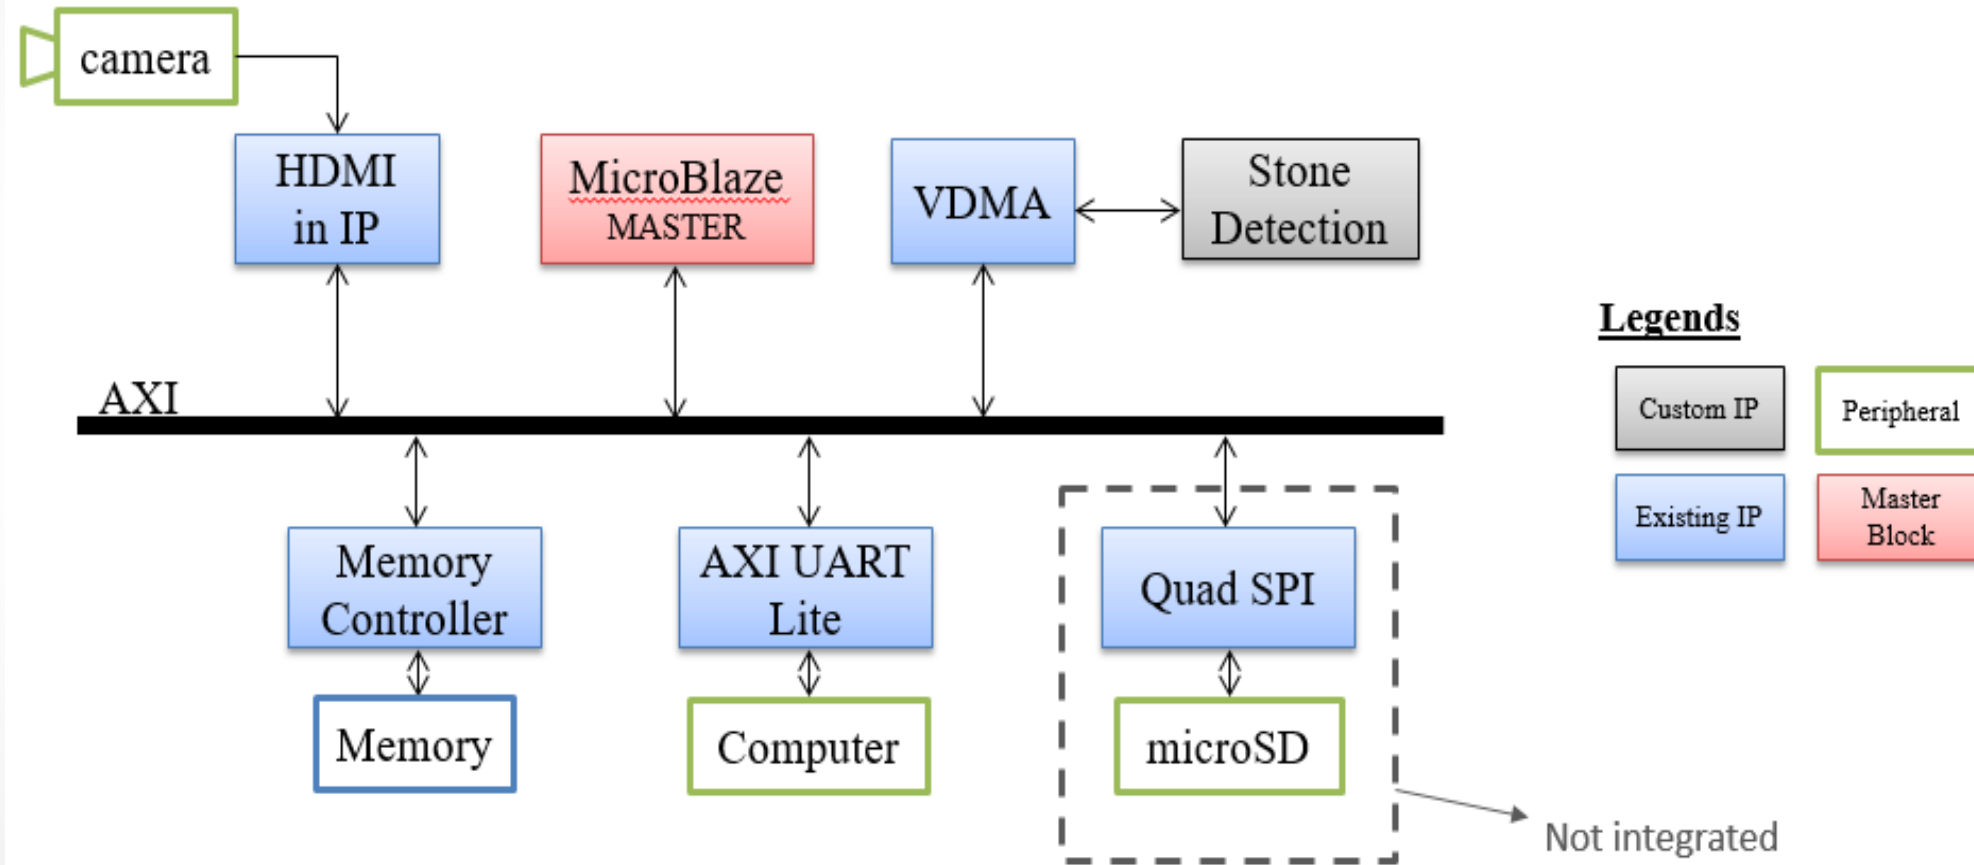 camera
HDMI
in IP
MicroBlaze
MASTER
VDMA
Stone
Detection
AXI
Memory
Controller
AXI UART
Lite
Quad SPI
Memory
Computer
microSD
Not integrated
Legends
Custom IP
Peripheral
Existing IP
Master
Block